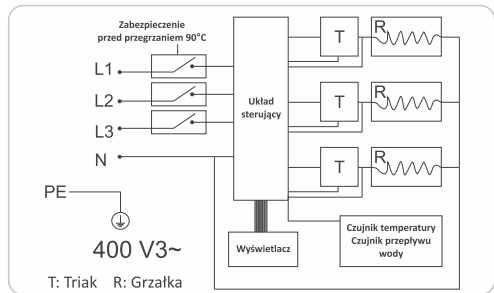 Zabezpieczenie
przed przegrzaniem 90°C
L1
L2
L3
N
PE
400 V3~
T: Triak R: Grzałka
Układ
sterujący
Wyświetlacz
T
R
T
R
T
R
Czujnik temperatury
Czujnik przepływu
wody